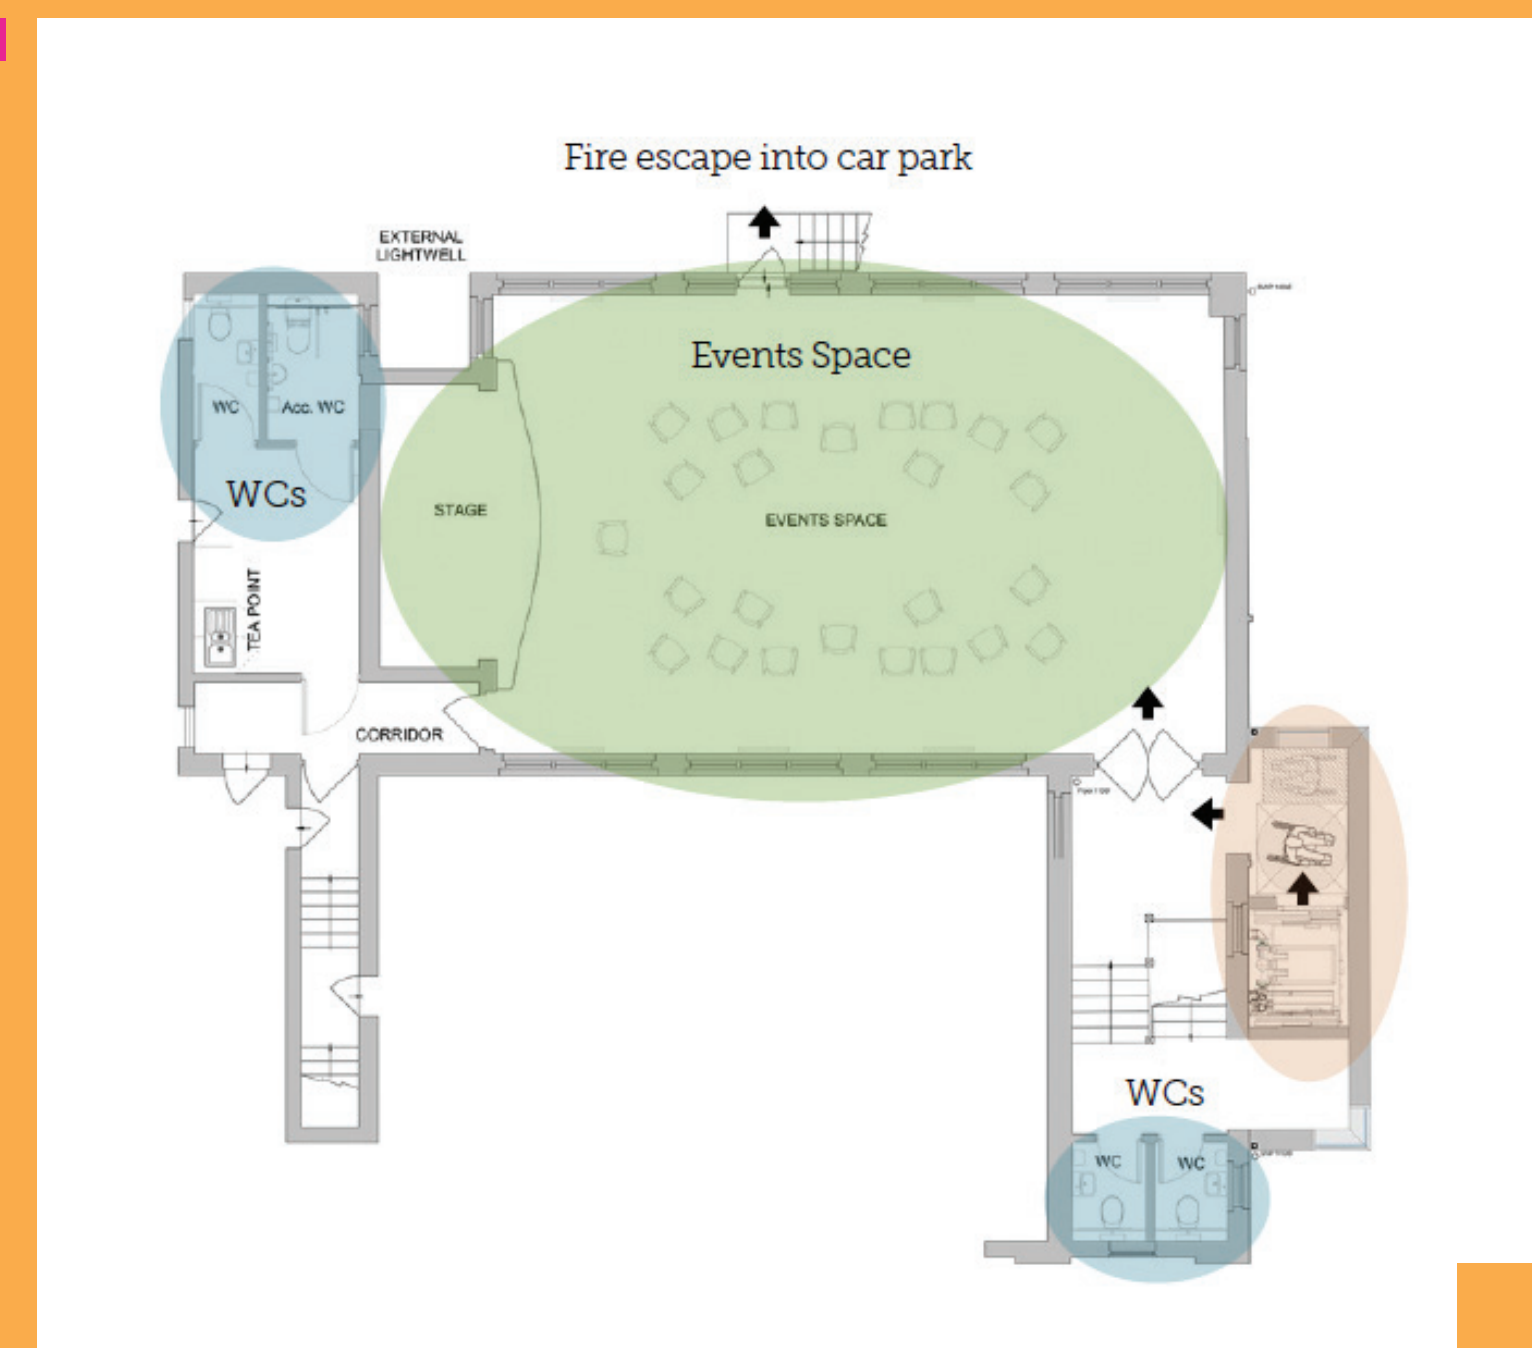 Fire escape into car park
EXTERNAL
LIGHTWELL
Events Space
WC
Acc. WC
WCs
STAGE
EVENTS SPACE
TEA POINT
CORRIDOR
WCs
WC
WC